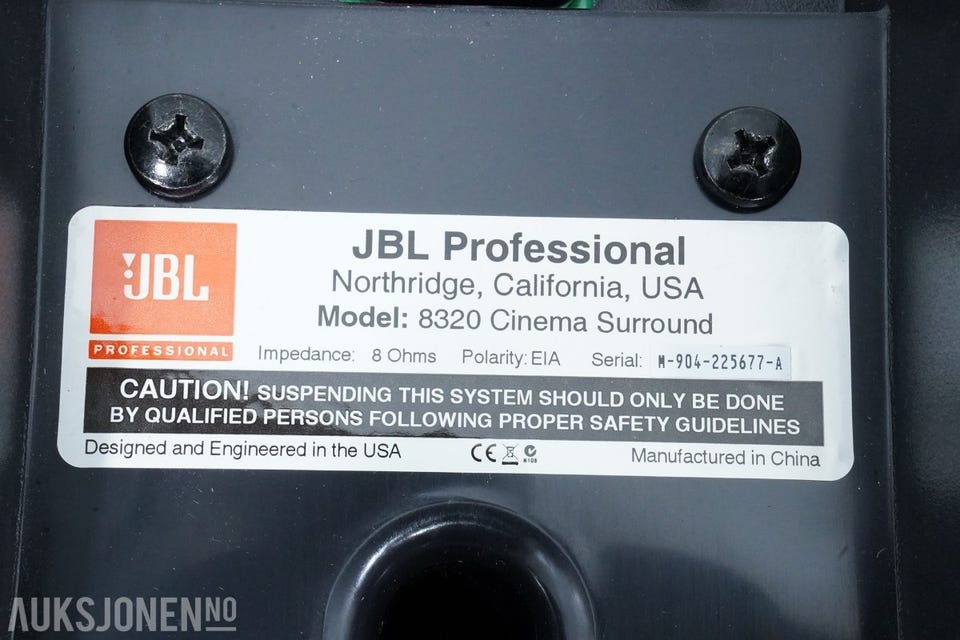 JBL
PROFESSIONAL
JBL Professional
Northridge, California, USA
Model: 8320 Cinema Surround
Impedance: 8 Ohms Polarity: EIA Serial: M-904-225677-A
CAUTION! SUSPENDING THIS SYSTEM SHOULD ONLY BE DONE
BY QUALIFIED PERSONS FOLLOWING PROPER SAFETY GUIDELINES
Designed and Engineered in the USA CE N108 Manufactured in China
AUKSJONEN NO